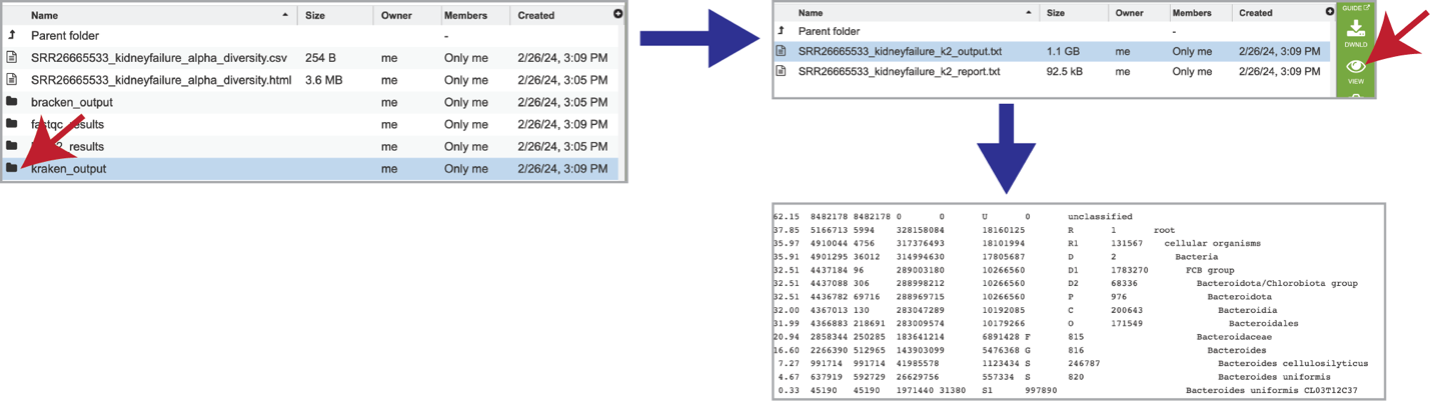 Name Size Owner Members Created
Parent folder -
SRR26665533_kidneyfailure_alpha_diversity.csv 254 B me Only me 2/26/24, 3:09 PM
SRR26665533_kidneyfailure_alpha_diversity.html 3.6 MB me Only me 2/26/24, 3:09 PM
bracken_output me Only me 2/26/24, 3:05 PM
fastqc_results me Only me 2/26/24, 3:09 PM
_results me Only me 2/26/24, 3:05 PM
kraken_output me Only me 2/26/24, 3:09 PM
Name Size Owner Members Created
Parent folder -
SRR26665533_kidneyfailure_k2_output.txt 1.1 GB me Only me 2/26/24, 3:09 PM
SRR26665533_kidneyfailure_k2_report.txt 92.5 kB me Only me 2/26/24, 3:09 PM
GUIDE
DWNLD
VIEW
62.15 8482178 8482178 0 0 U 0 unclassified
37.85 5166713 5994 328158084 18160125 R 1 root
35.97 4910044 4756 317376493 18101994 R1 131567 cellular organisms
35.91 4901295 36012 314994630 17805687 D 2 Bacteria
32.51 4437184 96 289003180 10266560 D1 1783270 FCB group
32.51 4437088 306 288998212 10266560 D2 68336 Bacteroidota/Chlorobiota group
32.51 4436782 69716 288969715 10266560 P 976 Bacteroidota
32.00 4367013 130 283047289 10192085 C 200643 Bacteroidia
31.99 4366883 218691 283009574 10179266 O 171549 Bacteroidales
20.94 2858344 250285 183641214 6891428 F 815 Bacteroidaceae
16.60 2266390 512965 143903099 5476368 G 816 Bacteroides
7.27 991714 991714 41985578 1123434 S 246787 Bacteroides cellulosilyticus
4.67 637919 592729 26629756 557334 S 820 Bacteroides uniformis
0.33 45190 45190 1971440 31380 S1 997890 Bacteroides uniformis CL03T12C37